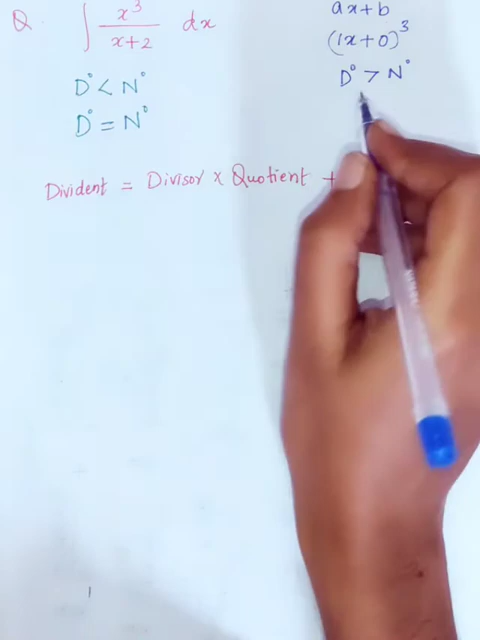 Q. ∫ x³/(x+2) dx
D° < N°
D° = N°
ax+b
(1x+0)³
D° > N°
Divident = Divisor × Quotient +